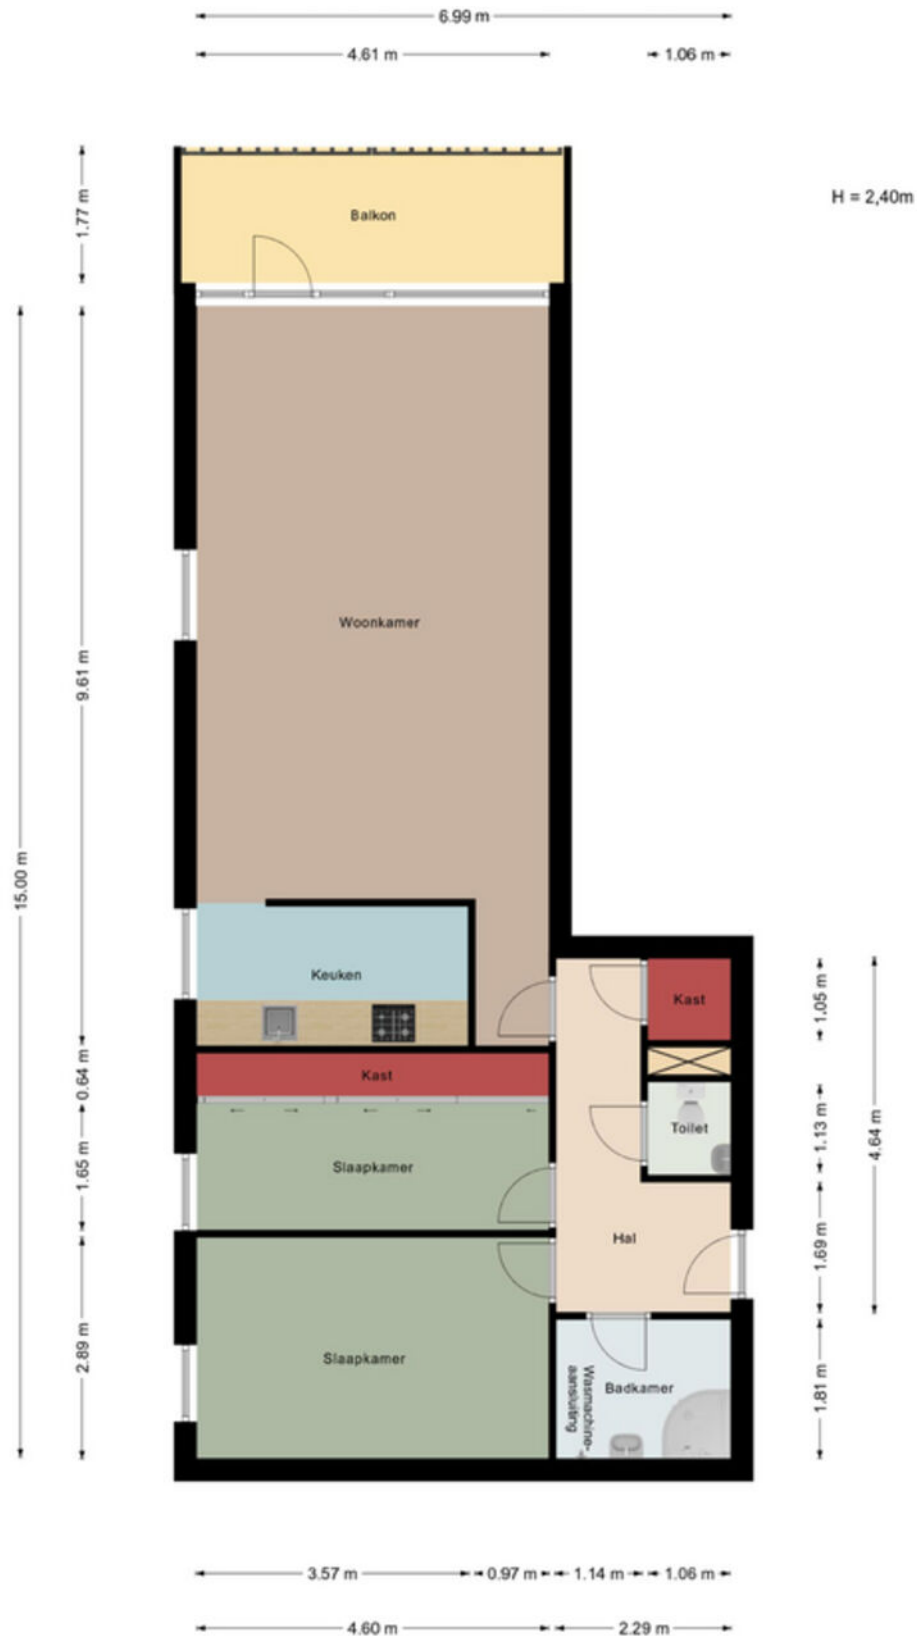 6.99 m
4.61 m
1.06 m
1.77 m
Balkon
H = 2,40m
Woonkamer
9.61 m
15.00 m
Keuken
Kast
1.05 m
Kast
0.64 m
Toilet
1.13 m
4.64 m
Slaapkamer
1.65 m
Hal
1.69 m
Slaapkamer
2.89 m
Badkamer
Wasmachine-
aansluiting
1.81 m
3.57 m
0.97 m
1.14 m
1.06 m
4.60 m
2.29 m